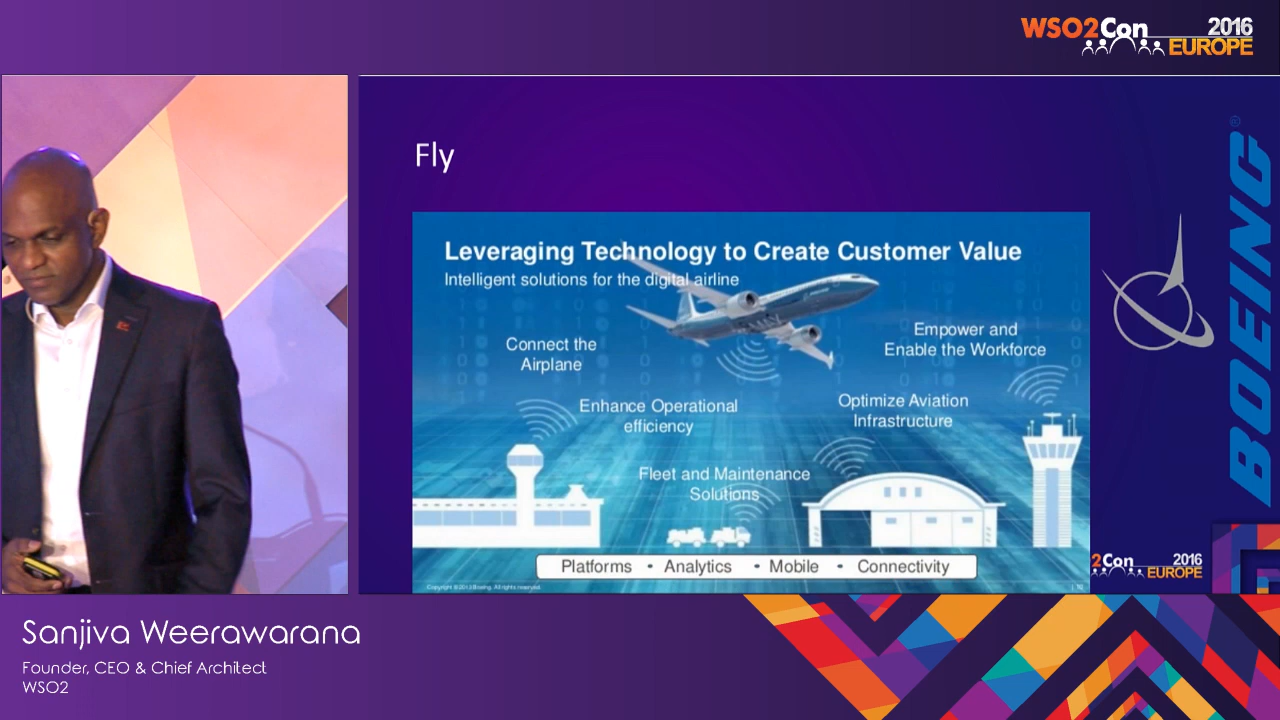 WSO2Con 2016
EUROPE
Fly
Leveraging Technology to Create Customer Value
Intelligent solutions for the digital airline
Connect the
Airplane
Empower and
Enable the Workforce
Enhance Operational
efficiency
Optimize Aviation
Infrastructure
Fleet and Maintenance
Solutions
Platforms • Analytics • Mobile • Connectivity
BOEING®
2Con 2016
EUROPE
Sanjiva Weerawarana
Founder, CEO & Chief Architect
WSO2